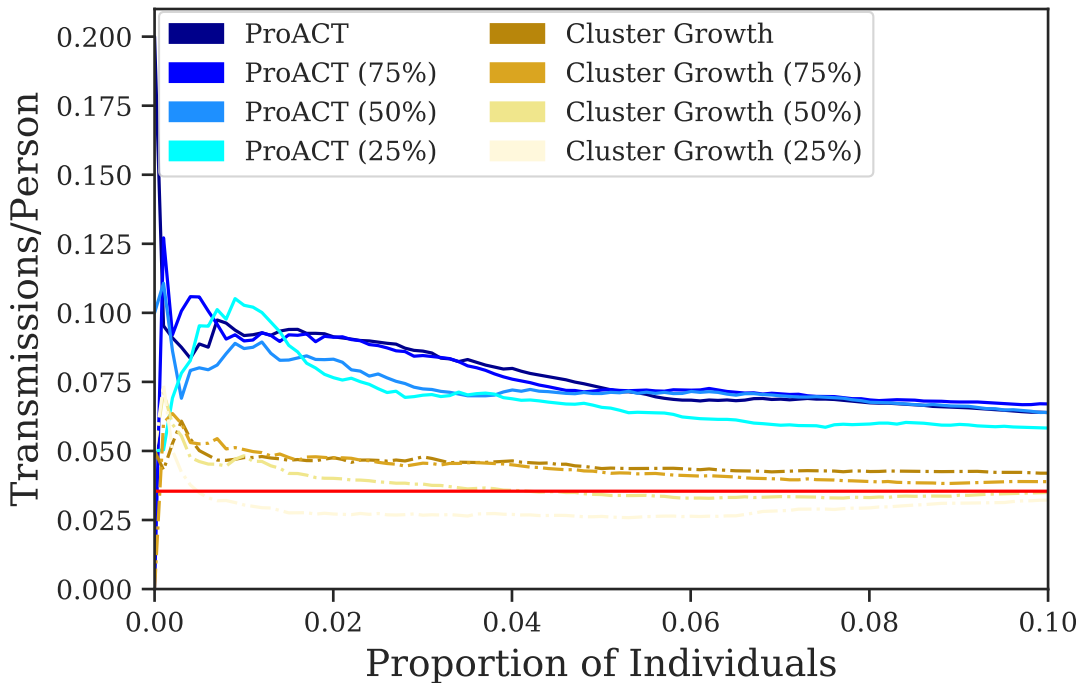 ProACT
ProACT (75%)
ProACT (50%)
ProACT (25%)
Cluster Growth
Cluster Growth (75%)
Cluster Growth (50%)
Cluster Growth (25%)
Transmissions/Person
0.200
0.175
0.150
0.125
0.100
0.075
0.050
0.025
0.000
0.00 0.02 0.04 0.06 0.08 0.10
Proportion of Individuals